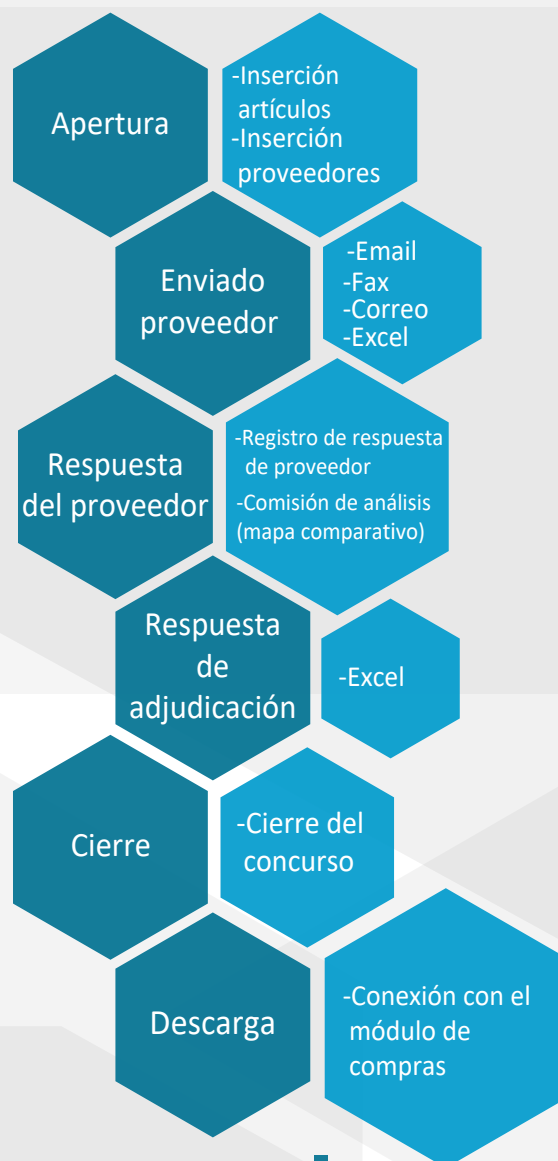 Apertura
-Inserción
artículos
-Inserción
proveedores
Enviado
proveedor
-Email
-Fax
-Correo
-Excel
Respuesta
del proveedor
-Registro de respuesta
de proveedor
-Comisión de análisis
(mapa comparativo)
Respuesta
de
adjudicación
-Excel
Cierre
-Cierre del
concurso
Descarga
-Conexión con el
módulo de
compras